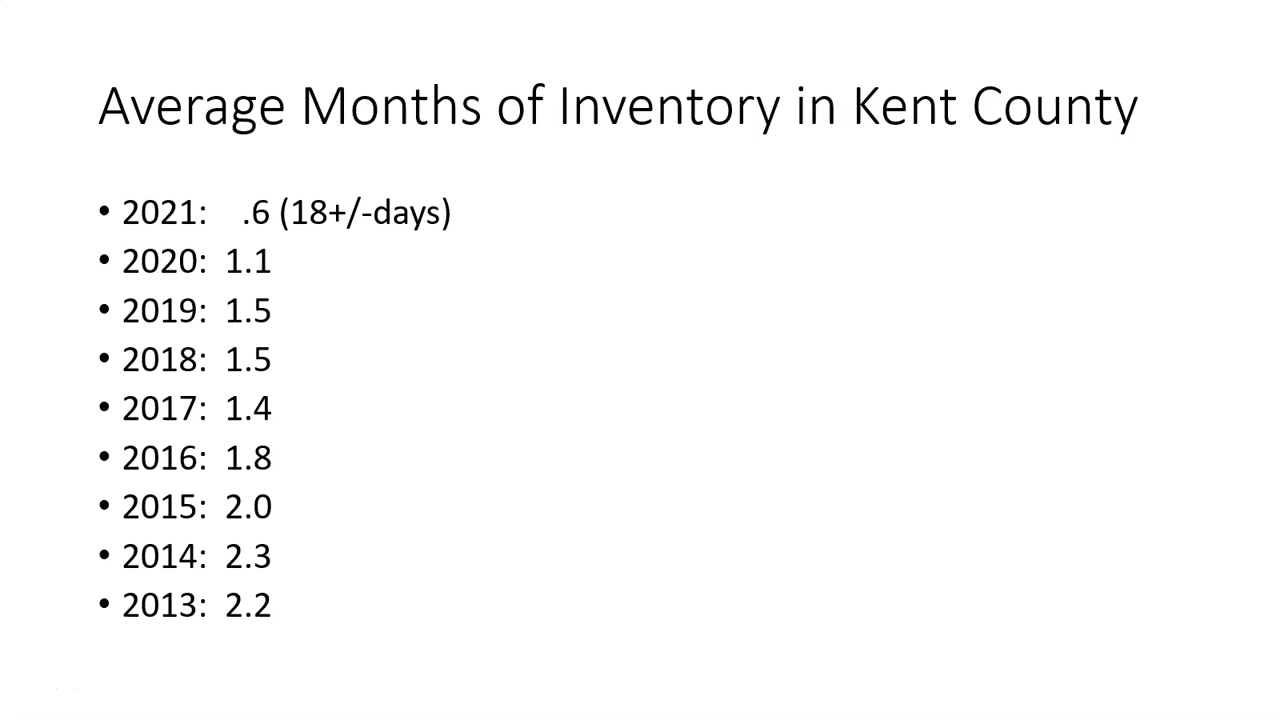 Average Months of Inventory in Kent County
• 2021: .6 (18+/-days)
• 2020: 1.1
• 2019: 1.5
• 2018: 1.5
• 2017: 1.4
• 2016: 1.8
• 2015: 2.0
• 2014: 2.3
• 2013: 2.2